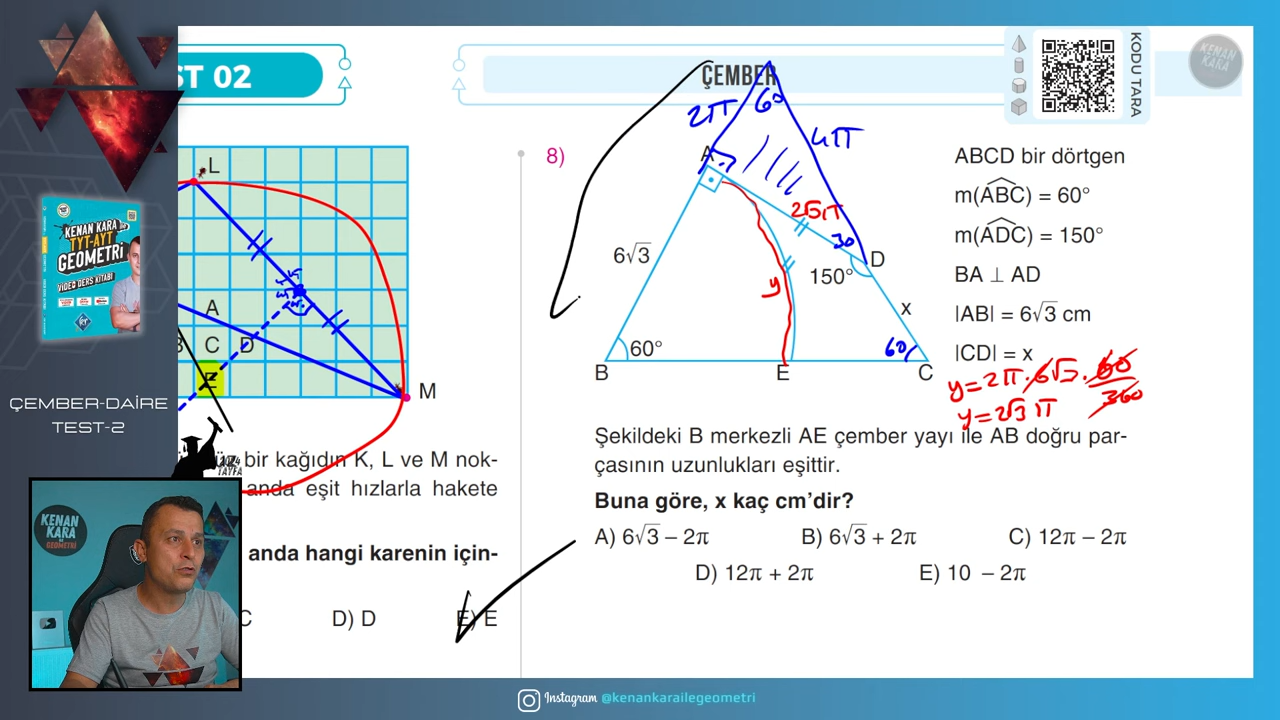 ST 02
ÇEMBER
KODU TARA
KENAN KARA
KENAN KARA
TYT-AYT
GEOMETRİ
VİDEO DERS KİTABI
ÇEMBER-DAİRE
TEST-2
KENAN
KARA
GEOMETRİ
L
A
C
D
E
M
bir kağıdın K, L ve M nok-
anda eşit hızlarla hakete
anda hangi karenin için-
C
D) D
E) E
8)
2π
60
4π
A
2√3π
30
D
6√3
150°
y
x
60°
60
B
E
C
ABCD bir dörtgen
m(ABC) = 60°
m(ADC) = 150°
BA ⊥ AD
|AB| = 6√3 cm
|CD| = x
y = 2π · 6√3 · 60/360
y = 2√3 π
Şekildeki B merkezli AE çember yayı ile AB doğru par-
çasının uzunlukları eşittir.
Buna göre, x kaç cm'dir?
A) 6√3 – 2π
B) 6√3 + 2π
C) 12π – 2π
D) 12π + 2π
E) 10 – 2π
Instagram @kenankarailegeometri